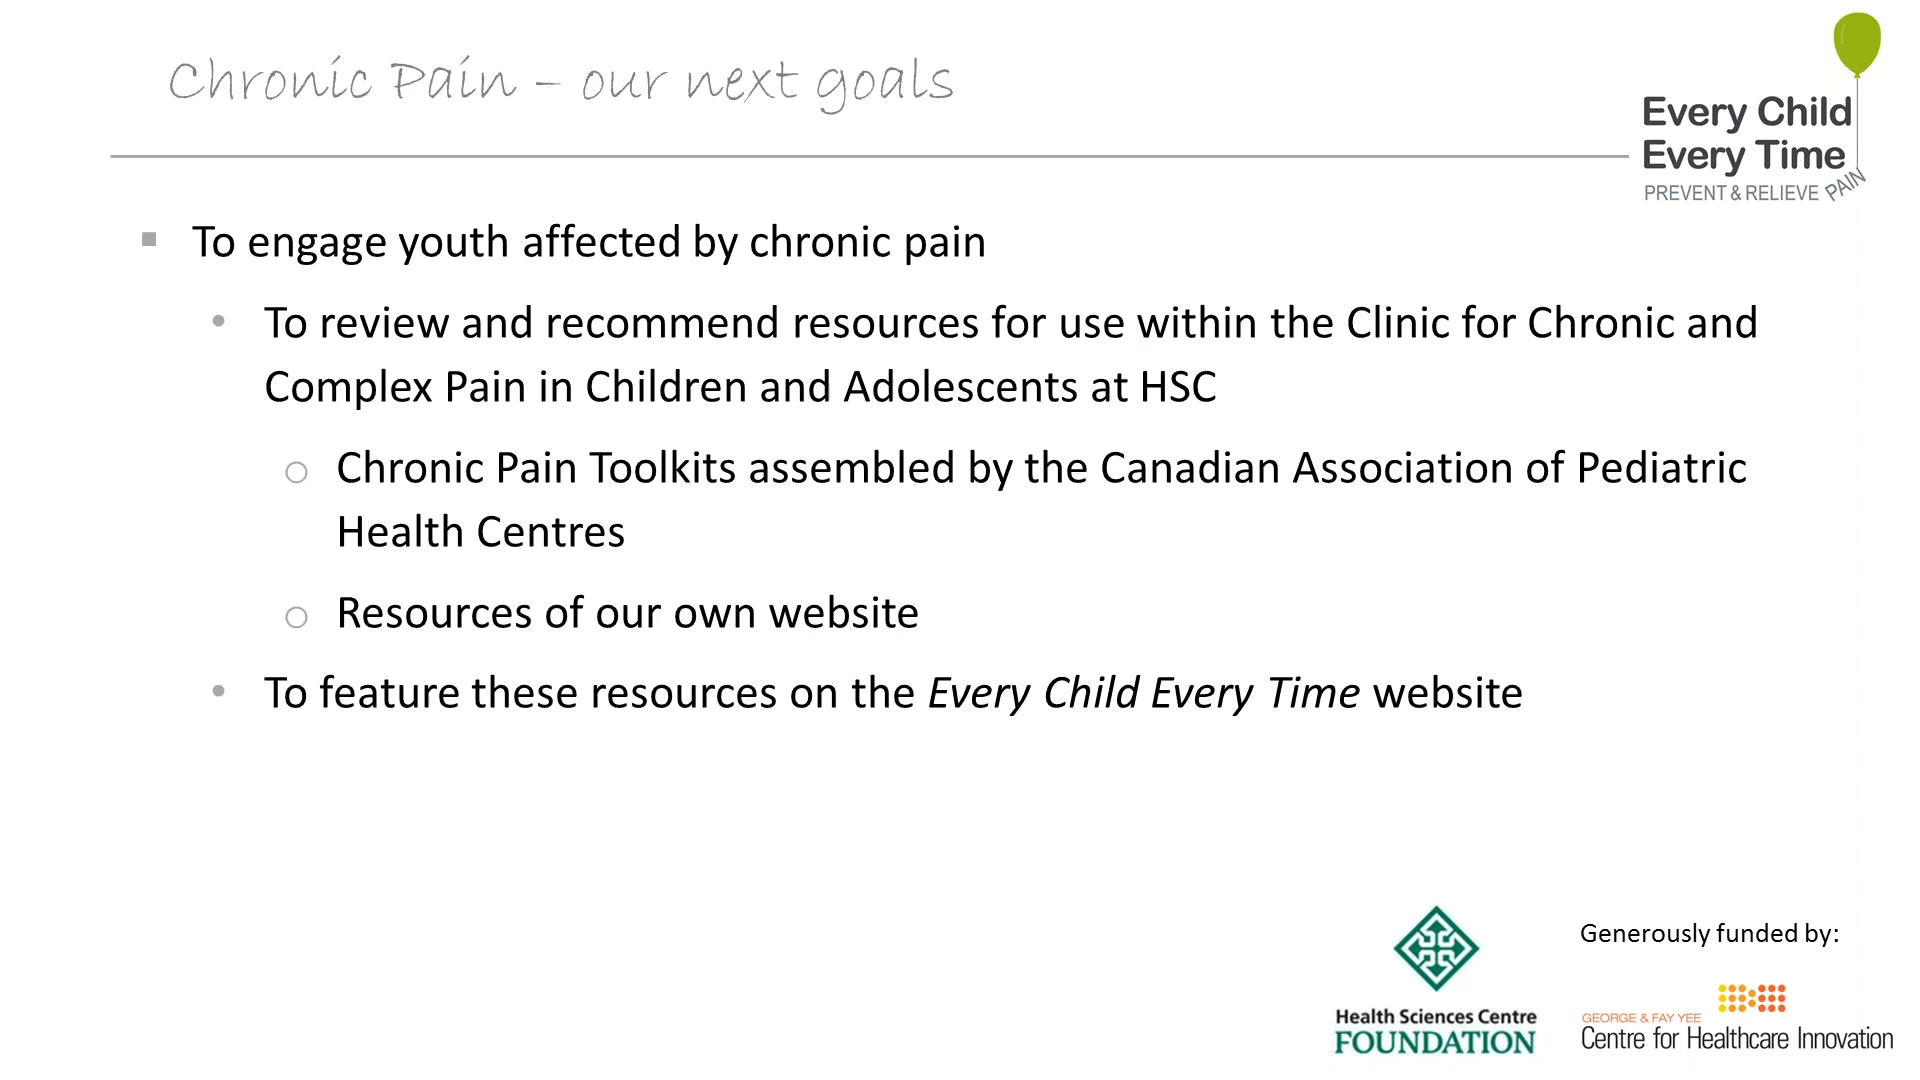 Chronic Pain – our next goals
Every Child
Every Time
PREVENT & RELIEVE PAIN
To engage youth affected by chronic pain
To review and recommend resources for use within the Clinic for Chronic and
Complex Pain in Children and Adolescents at HSC
Chronic Pain Toolkits assembled by the Canadian Association of Pediatric
Health Centres
Resources of our own website
To feature these resources on the Every Child Every Time website
Generously funded by:
Health Sciences Centre
FOUNDATION
GEORGE & FAY YEE
Centre for Healthcare Innovation